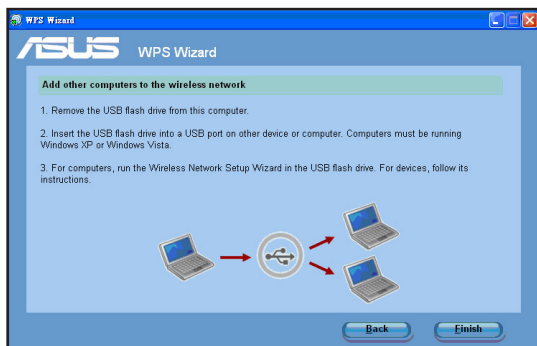 WPS Wizard
ASUS WPS Wizard
Add other computers to the wireless network
1. Remove the USB flash drive from this computer.
2. Insert the USB flash drive into a USB port on other device or computer. Computers must be running
Windows XP or Windows Vista.
3. For computers, run the Wireless Network Setup Wizard in the USB flash drive. For devices, follow its
instructions.
Back Finish